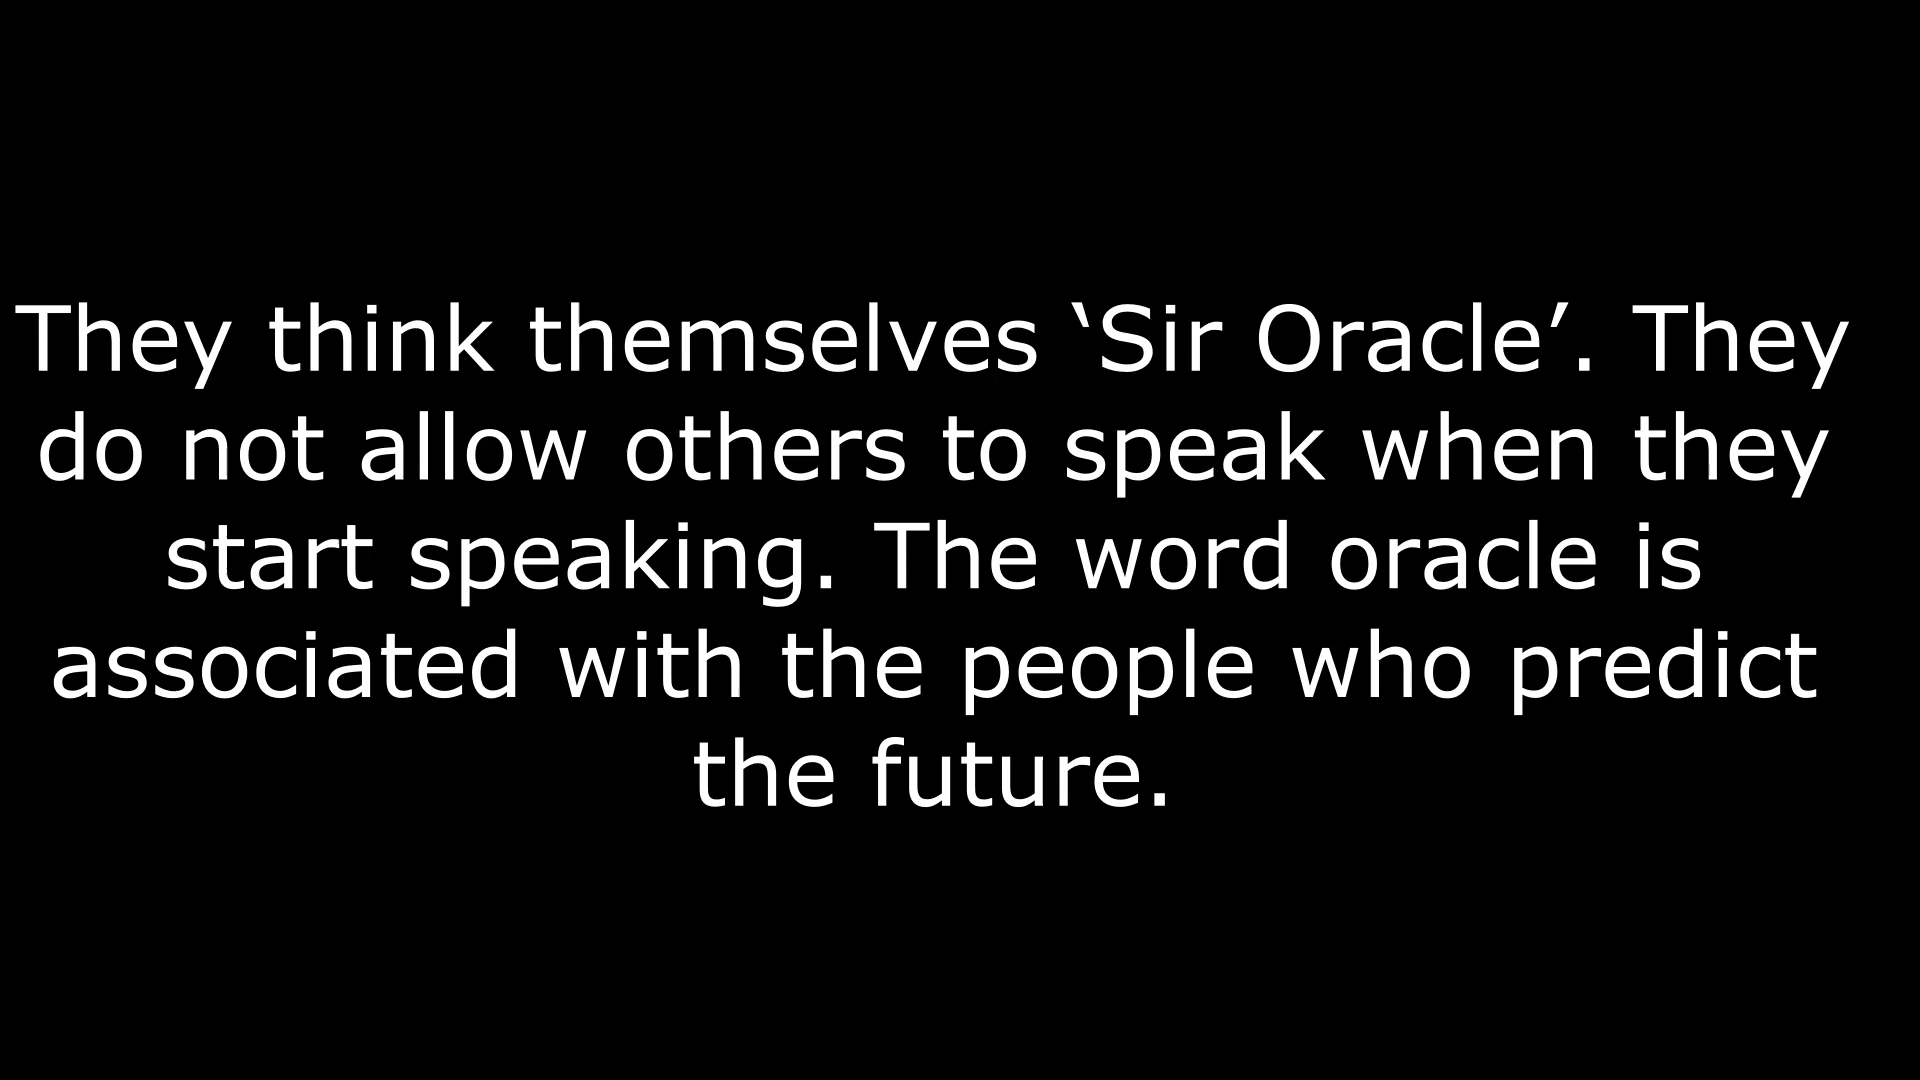 They think themselves ‘Sir Oracle’. They
do not allow others to speak when they
start speaking. The word oracle is
associated with the people who predict
the future.